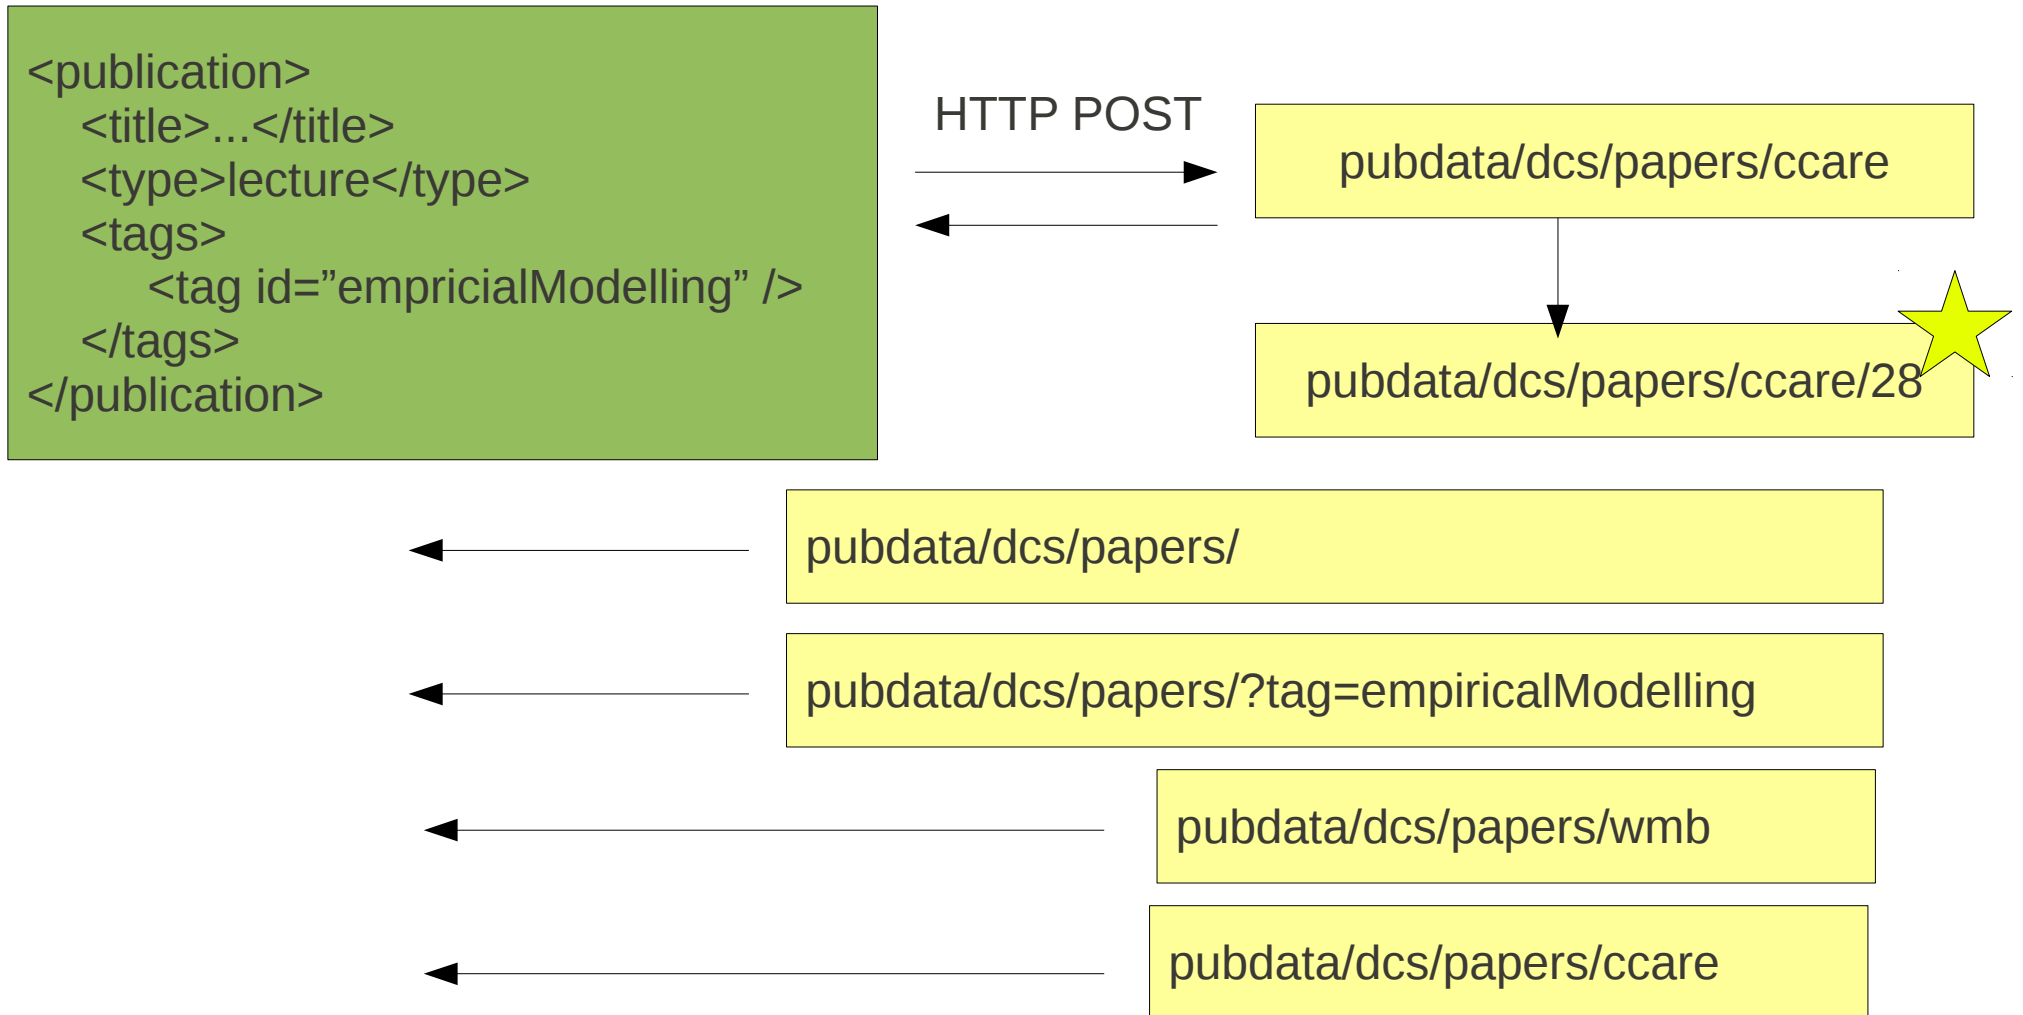 <publication>
<title>...</title>
<type>lecture</type>
<tags>
<tag id=”empricialModelling” />
</tags>
</publication>
HTTP POST
pubdata/dcs/papers/ccare
pubdata/dcs/papers/ccare/28
pubdata/dcs/papers/
pubdata/dcs/papers/?tag=empiricalModelling
pubdata/dcs/papers/wmb
pubdata/dcs/papers/ccare